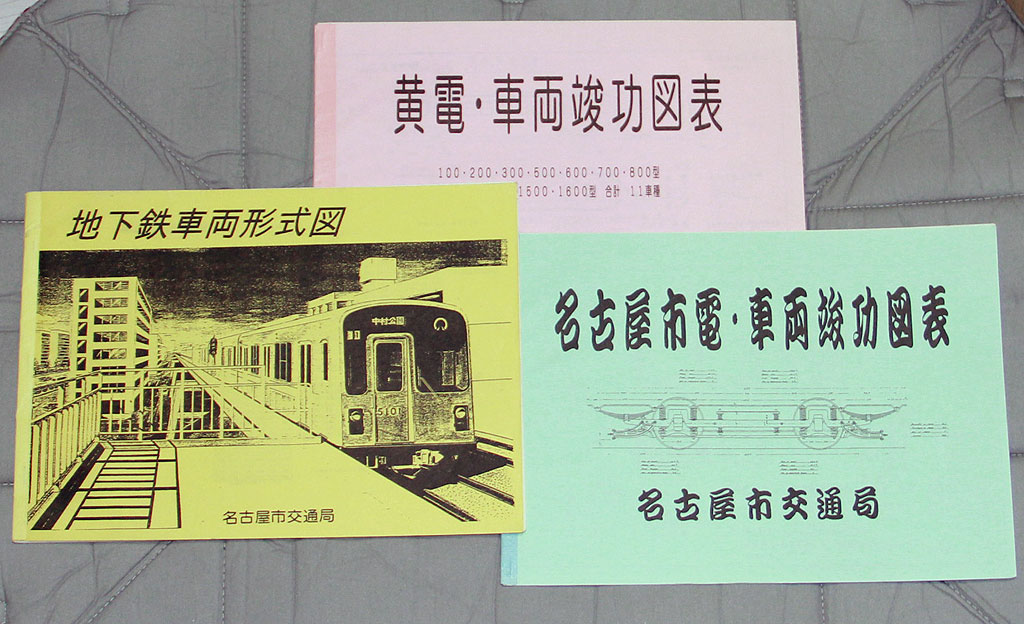 黄電・車両竣功図表
100・200・300・500・600・700・800型
1500・1600型 合計 11車種
地下鉄車両形式図
中村公園
510
名古屋市交通局
名古屋市電・車両竣功図表
名古屋市交通局